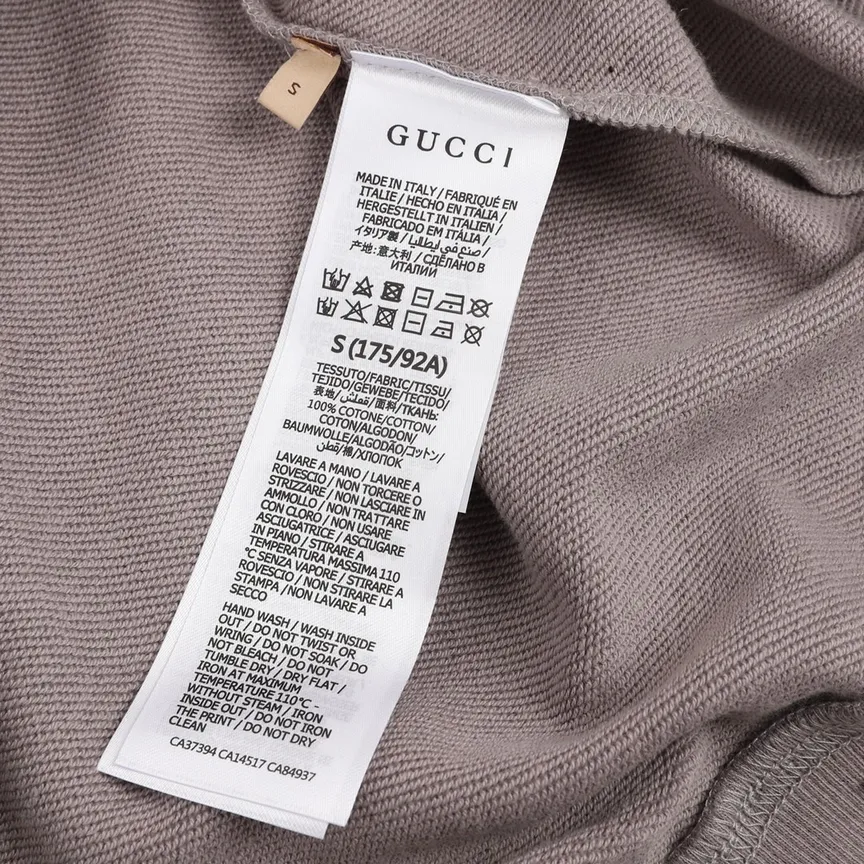 S
GUCCI
MADE IN ITALY / FABRIQUÉ EN
ITALIE / HECHO EN ITALIA /
HERGESTELLT IN ITALIEN /
FABRICADO EM ITÁLIA /
イタリア製 / صنع في إيطاليا /
产地: 意大利 / СДЕЛАНО В
ИТАЛИИ
S (175/92A)
TESSUTO/FABRIC/TISSU/
TEJIDO/GEWEBE/TECIDO/
表地/قماش/面料/ТКАНЬ:
100% COTONE/COTTON/
COTON/ALGODON/
BAUMWOLLE/ALGODÃO/コットン/
قطن/棉/ХЛОПОК
LAVARE A MANO / LAVARE A
ROVESCIO / NON TORCERE O
STRIZZARE / NON LASCIARE IN
AMMOLLO / NON TRATTARE
CON CLORO / NON USARE
ASCIUGATRICE / ASCIUGARE
IN PIANO / STIRARE A
TEMPERATURA MASSIMA 110
°C SENZA VAPORE / STIRARE A
ROVESCIO / NON STIRARE LA
STAMPA / NON LAVARE A
SECCO
HAND WASH / WASH INSIDE
OUT / DO NOT TWIST OR
WRING / DO NOT SOAK / DO
NOT BLEACH / DO NOT
TUMBLE DRY / DRY FLAT /
IRON AT MAXIMUM
TEMPERATURE 110°C -
WITHOUT STEAM / IRON
INSIDE OUT / DO NOT IRON
THE PRINT / DO NOT DRY
CLEAN
CA37394 CA14517 CA84937